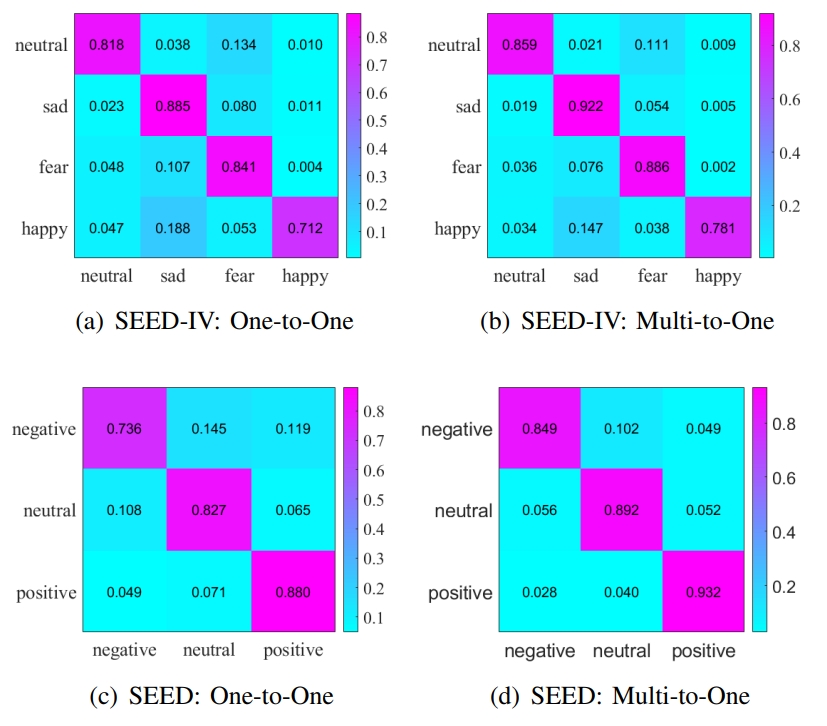 neutral 0.818 0.038 0.134 0.010
sad 0.023 0.885 0.080 0.011
fear 0.048 0.107 0.841 0.004
happy 0.047 0.188 0.053 0.712
neutral sad fear happy
0.8
0.7
0.6
0.5
0.4
0.3
0.2
0.1
(a) SEED-IV: One-to-One
neutral 0.859 0.021 0.111 0.009
sad 0.019 0.922 0.054 0.005
fear 0.036 0.076 0.886 0.002
happy 0.034 0.147 0.038 0.781
neutral sad fear happy
0.8
0.6
0.4
0.2
(b) SEED-IV: Multi-to-One
negative 0.736 0.145 0.119
neutral 0.108 0.827 0.065
positive 0.049 0.071 0.880
negative neutral positive
0.8
0.7
0.6
0.5
0.4
0.3
0.2
0.1
(c) SEED: One-to-One
negative 0.849 0.102 0.049
neutral 0.056 0.892 0.052
positive 0.028 0.040 0.932
negative neutral positive
0.8
0.6
0.4
0.2
(d) SEED: Multi-to-One